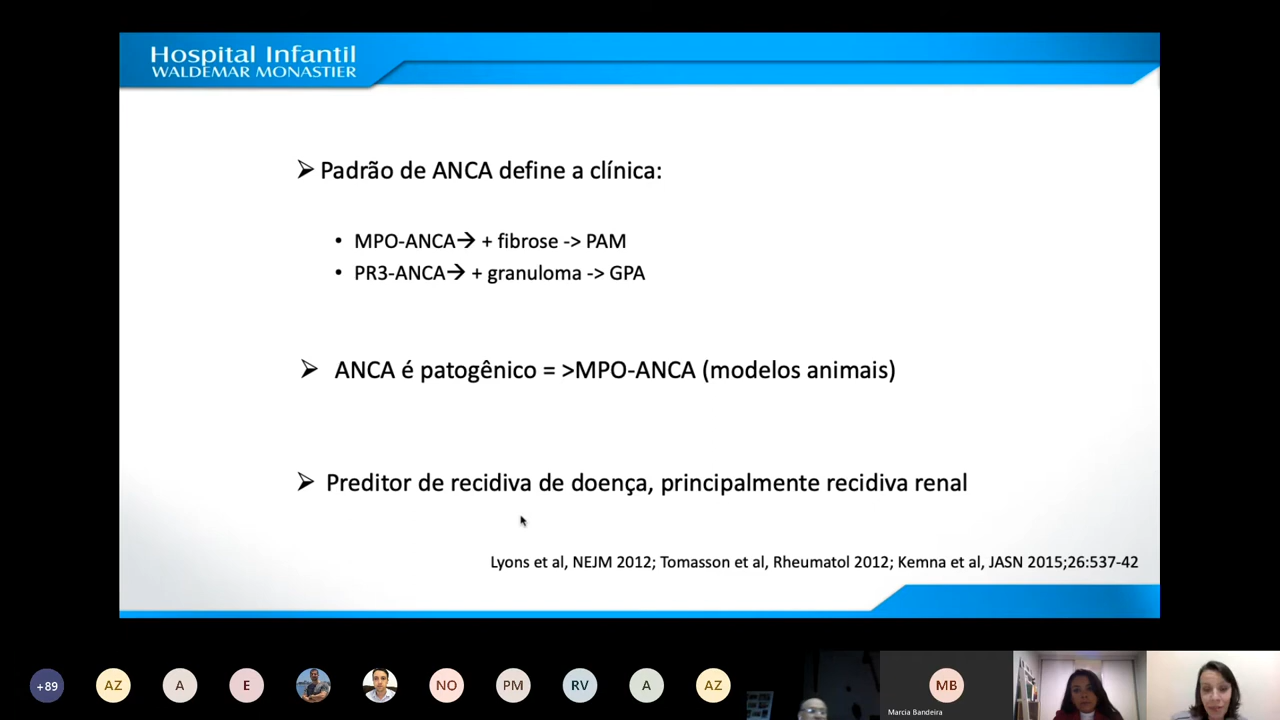 Hospital Infantil
WALDEMAR MONASTIER
➢ Padrão de ANCA define a clínica:
• MPO-ANCA→ + fibrose -> PAM
• PR3-ANCA→ + granuloma -> GPA
➢ ANCA é patogênico = >MPO-ANCA (modelos animais)
➢ Preditor de recidiva de doença, principalmente recidiva renal
Lyons et al, NEJM 2012; Tomasson et al, Rheumatol 2012; Kemna et al, JASN 2015;26:537-42
+89 AZ A E NO PM RV A AZ MB
Marcia Bandeira